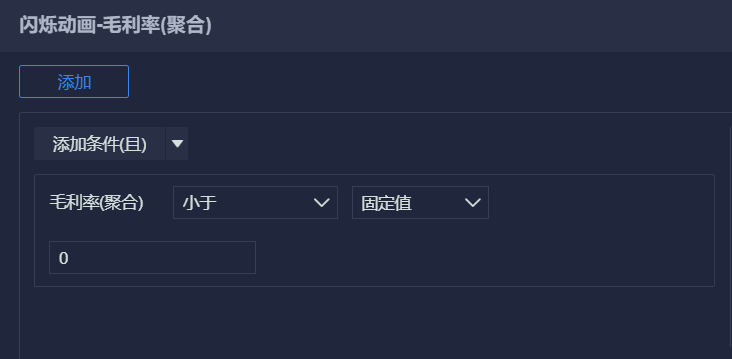 闪烁动画-毛利率(聚合)
添加
添加条件(且)
毛利率(聚合) 小于 固定值
0